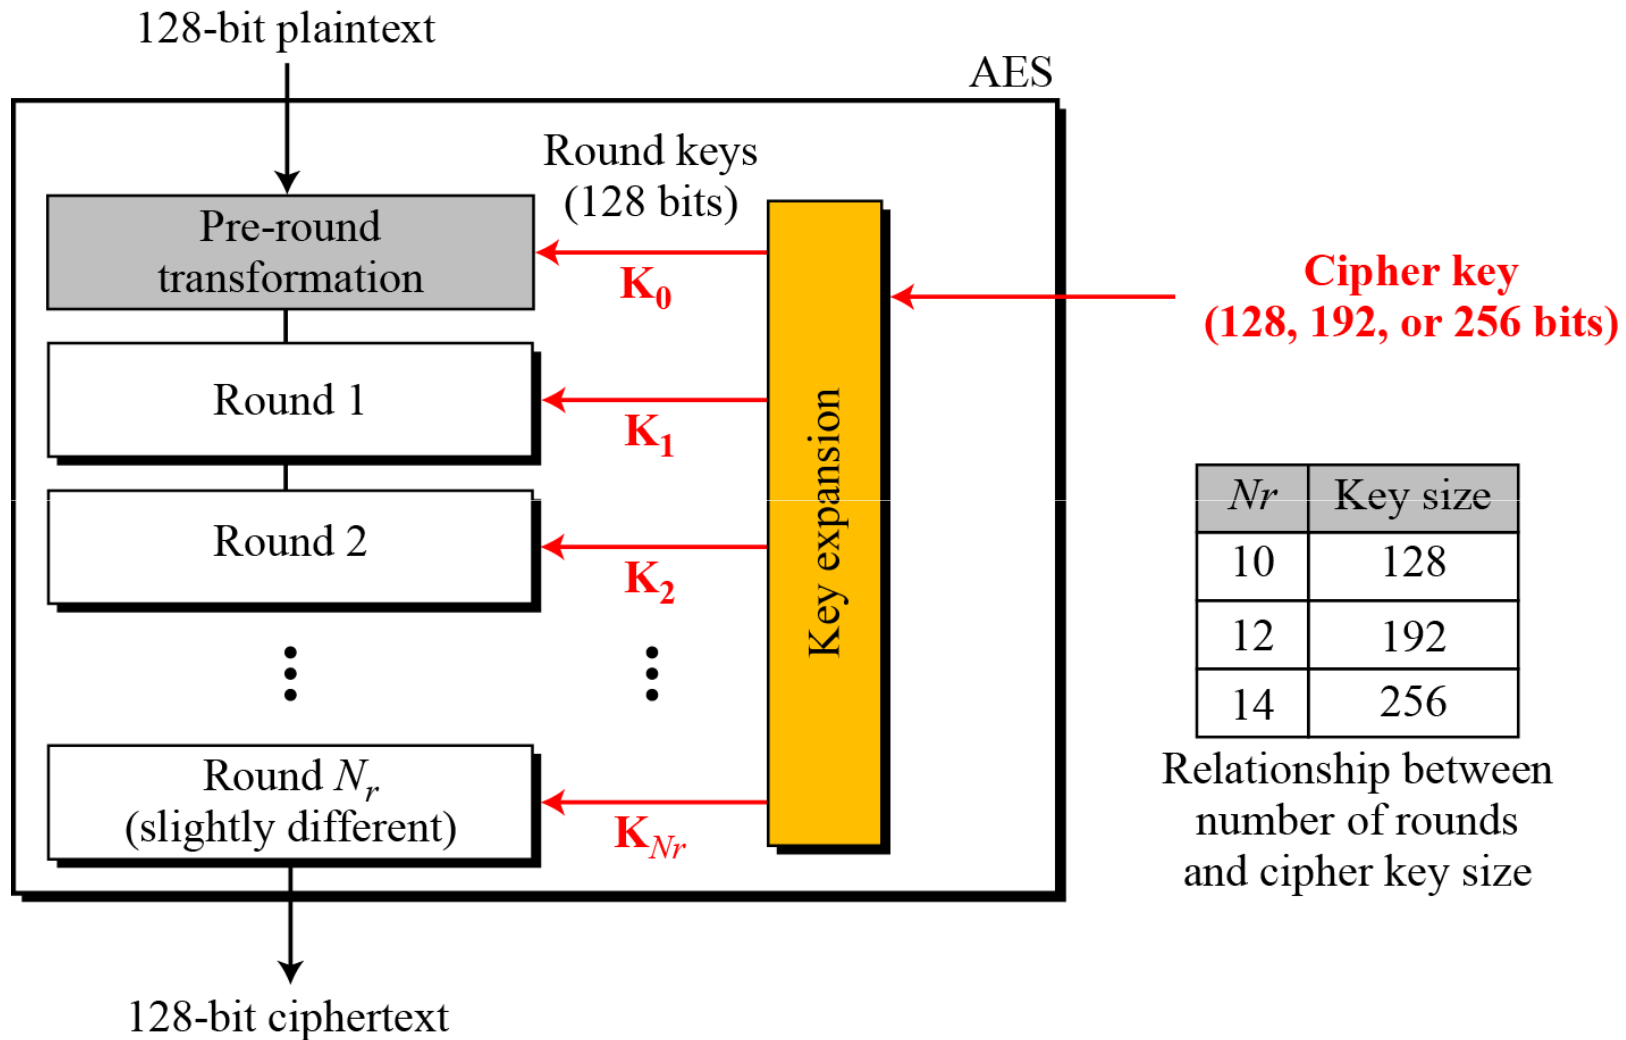 128-bit plaintext
AES
Round keys
(128 bits)
Pre-round
transformation
K0
Cipher key
(128, 192, or 256 bits)
Round 1
K1
Key expansion
Round 2
K2
Nr Key size
10 128
12 192
14 256
Relationship between
number of rounds
and cipher key size
Round Nr
(slightly different)
KNr
128-bit ciphertext